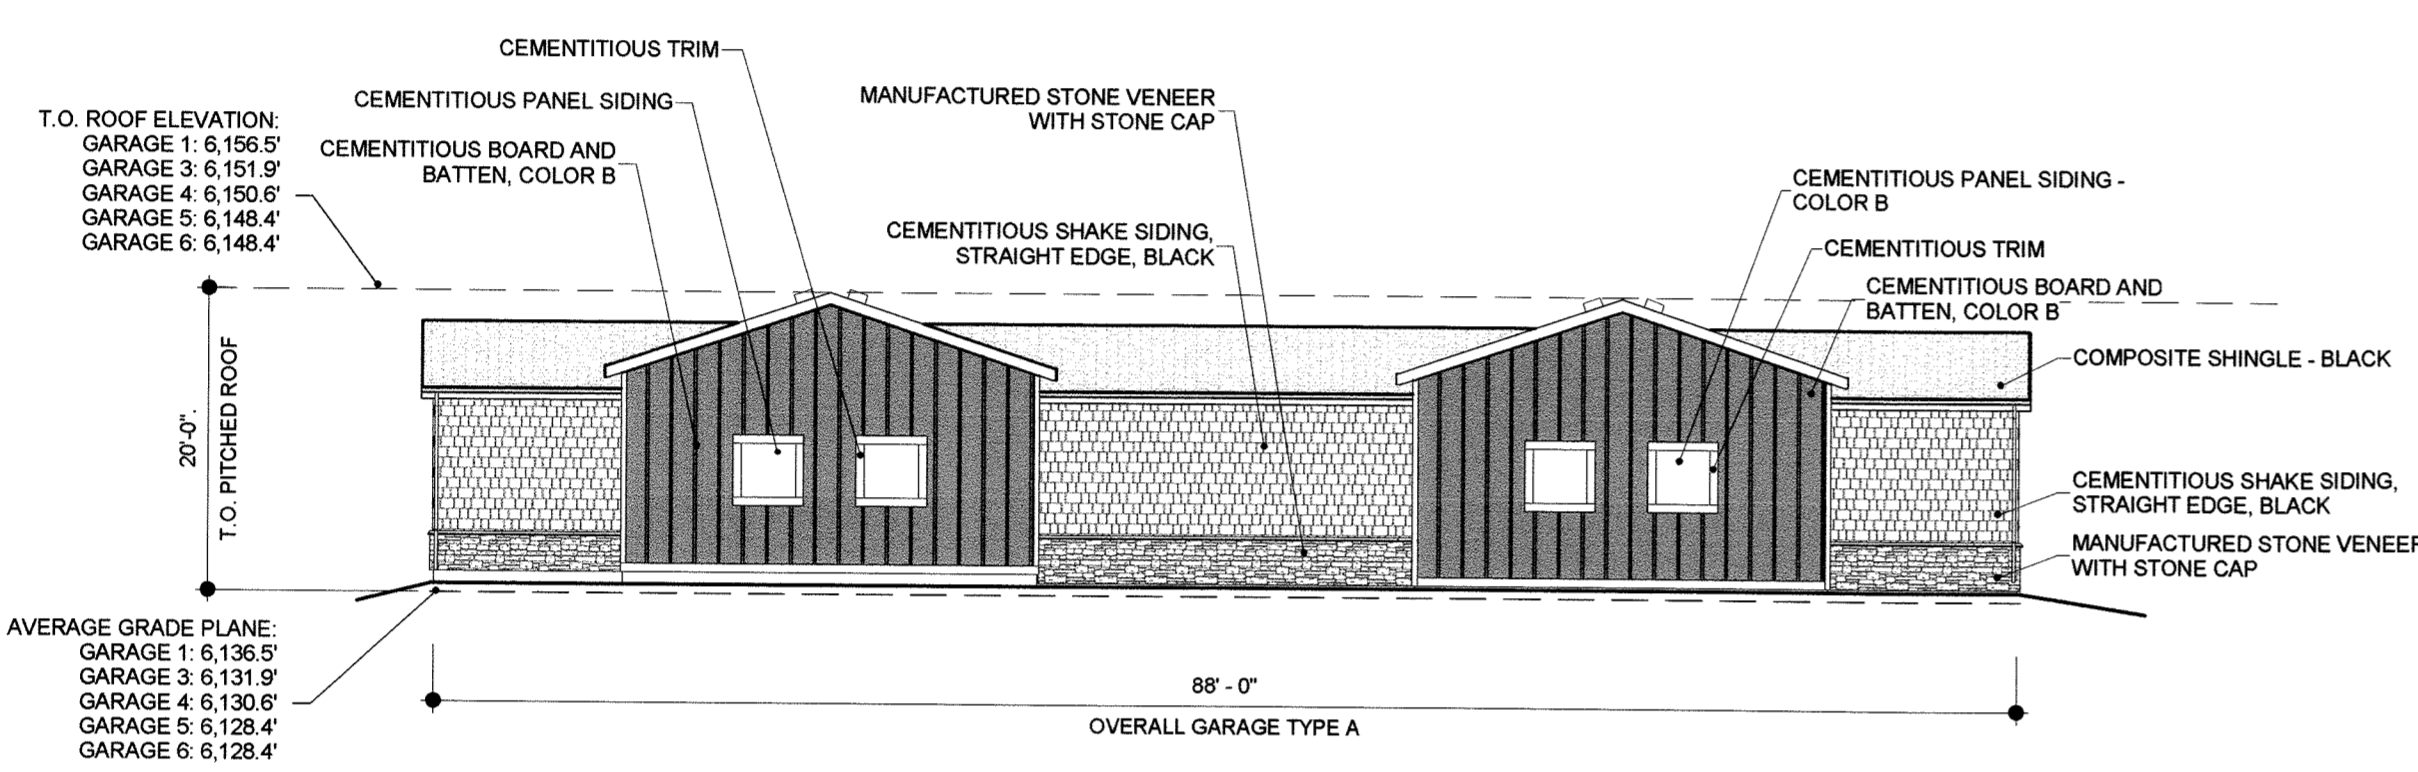 CEMENTITIOUS TRIM
CEMENTITIOUS PANEL SIDING
CEMENTITIOUS BOARD AND
BATTEN, COLOR B
T.O. ROOF ELEVATION:
GARAGE 1: 6,156.5'
GARAGE 3: 6,151.9'
GARAGE 4: 6,150.6'
GARAGE 5: 6,148.4'
GARAGE 6: 6,148.4'
MANUFACTURED STONE VENEER
WITH STONE CAP
CEMENTITIOUS SHAKE SIDING,
STRAIGHT EDGE, BLACK
CEMENTITIOUS PANEL SIDING -
COLOR B
CEMENTITIOUS TRIM
CEMENTITIOUS BOARD AND
BATTEN, COLOR B
COMPOSITE SHINGLE - BLACK
CEMENTITIOUS SHAKE SIDING,
STRAIGHT EDGE, BLACK
MANUFACTURED STONE VENEER
WITH STONE CAP
20'-0".
T.O. PITCHED ROOF
AVERAGE GRADE PLANE:
GARAGE 1: 6,136.5'
GARAGE 3: 6,131.9'
GARAGE 4: 6,130.6'
GARAGE 5: 6,128.4'
GARAGE 6: 6,128.4'
88' - 0"
OVERALL GARAGE TYPE A